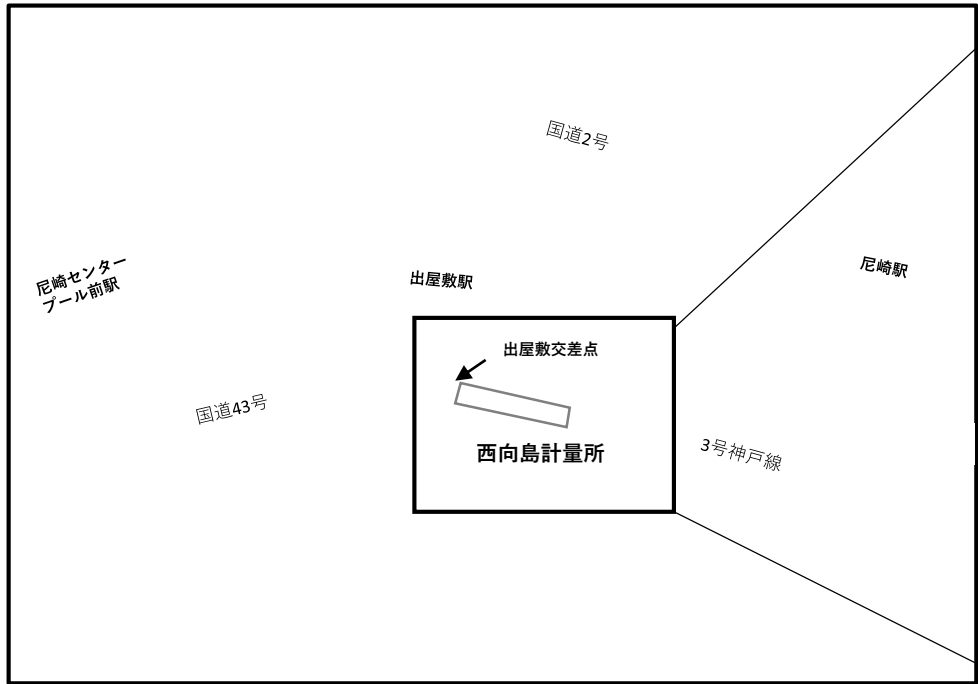 国道2号
尼崎センター
プール前駅
出屋敷駅
尼崎駅
出屋敷交差点
国道43号
西向島計量所
3号神戸線